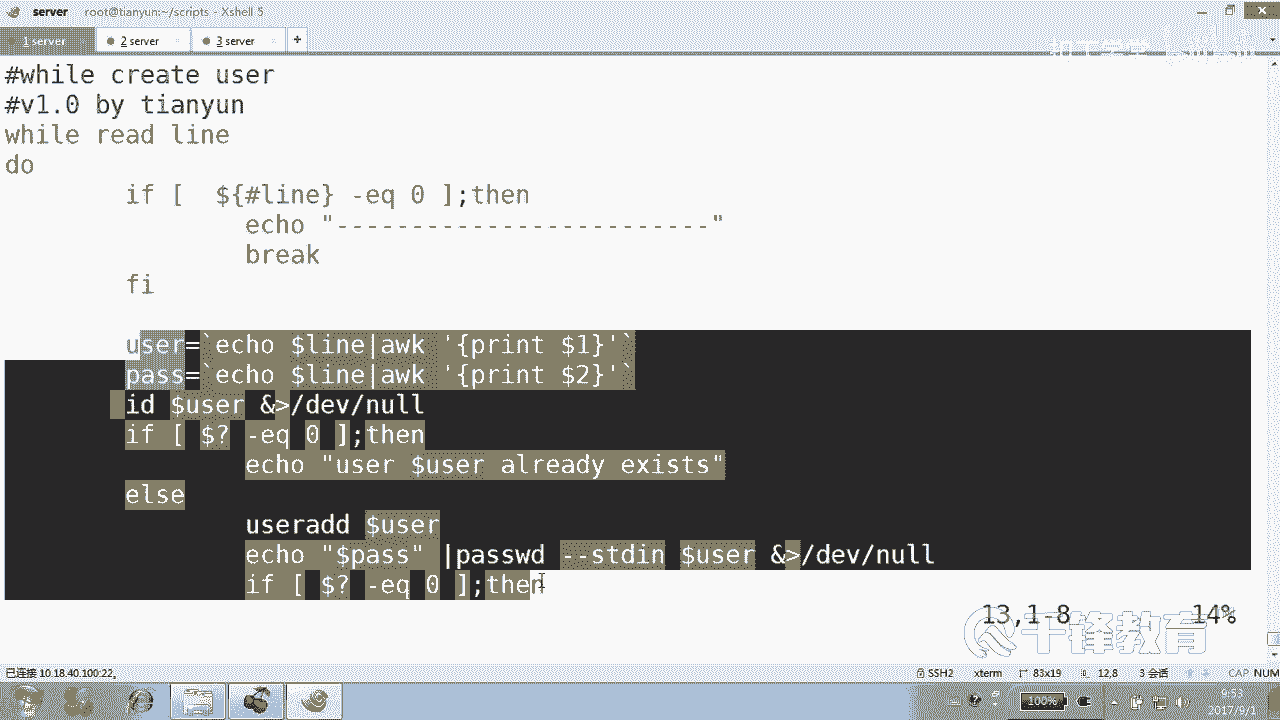 server root@tianyun:~/scripts - Xshell 5
1 server 2 server 3 server +
#while create user
#v1.0 by tianyun
while read line
do
if [  ${#line} -eq 0 ];then
echo "-------------------------"
break
fi
user=`echo $line|awk '{print $1}'`
pass=`echo $line|awk '{print $2}'`
id $user &>/dev/null
if [ $? -eq 0 ];then
echo "user $user already exists"
else
useradd $user
echo "$pass" |passwd --stdin $user &>/dev/null
if [ $? -eq 0 ];then
13,1-8 14%
千锋教育
已连接 10.18.40.100:22。 SSH2 xterm 83x19 12,8 3 会话 CAP NUM
100% 9:53
2017/9/1